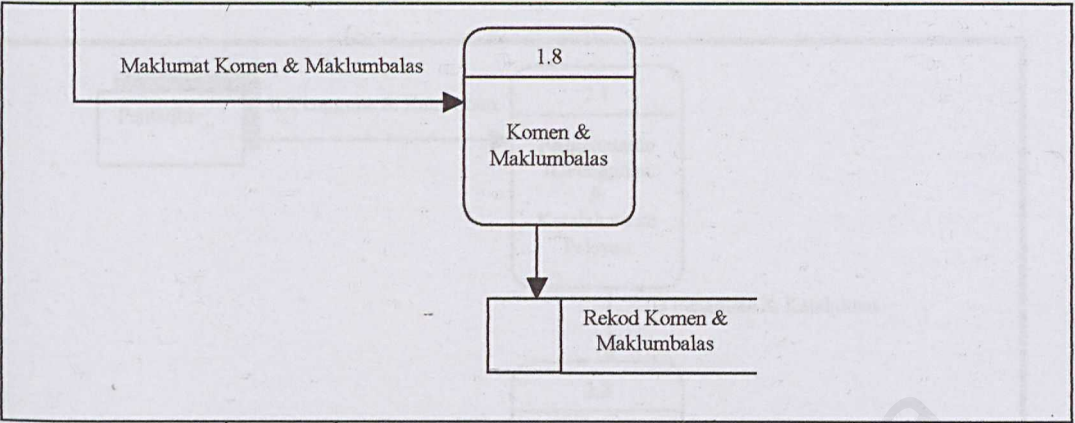 Maklumat Komen & Maklumbalas
1.8
Komen &
Maklumbalas
Rekod Komen &
Maklumbalas